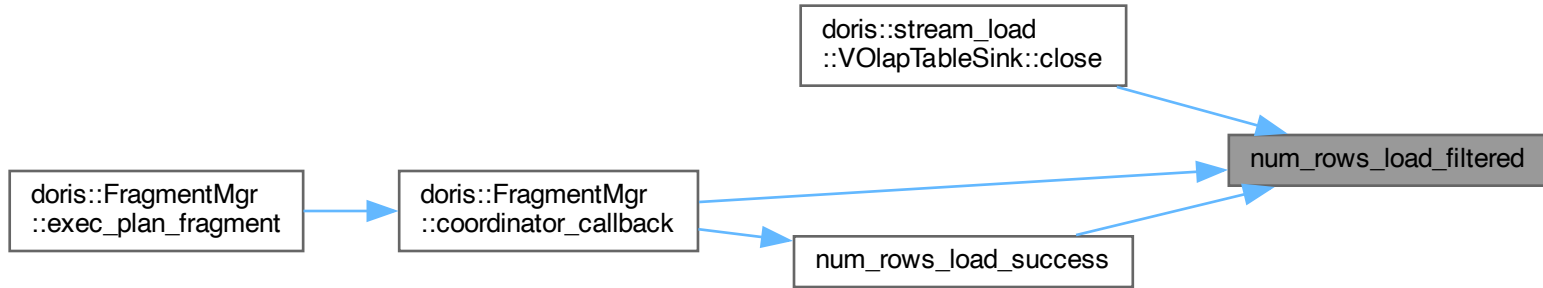 doris::stream_load
::VOlapTableSink::close
num_rows_load_filtered
doris::FragmentMgr
::exec_plan_fragment
doris::FragmentMgr
::coordinator_callback
num_rows_load_success